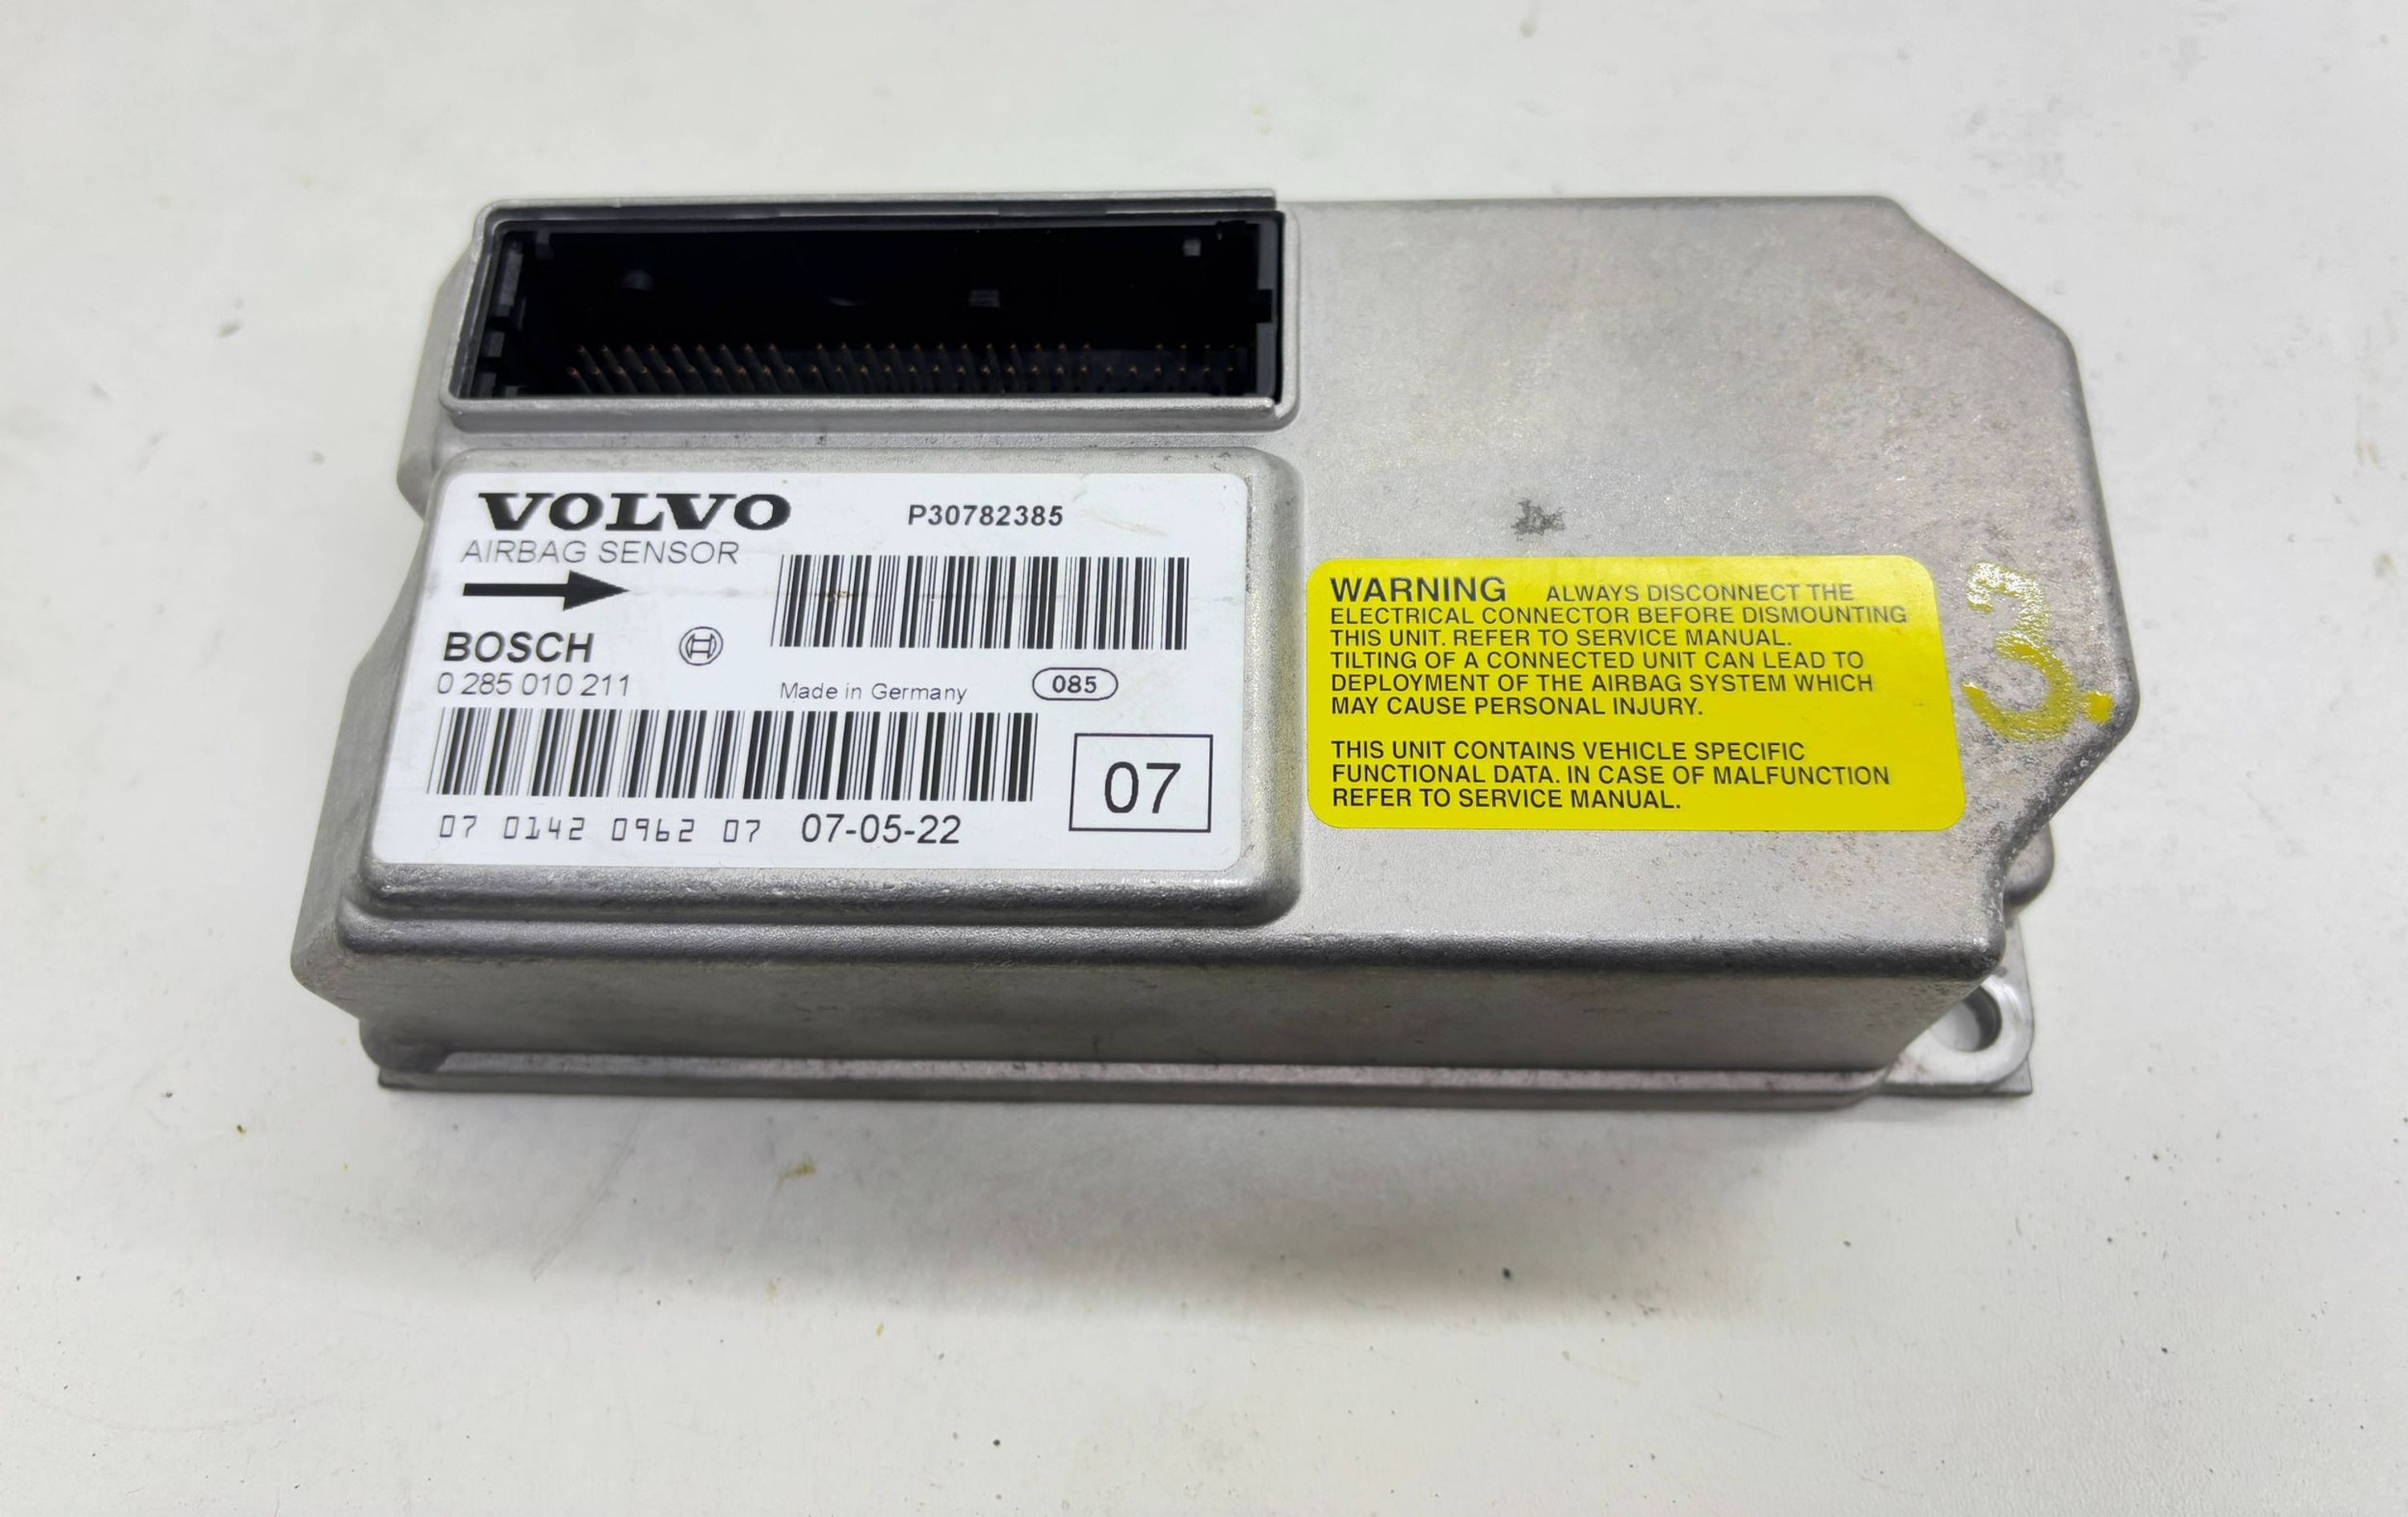 VOLVO P30782385
AIRBAG SENSOR
BOSCH
0 285 010 211
Made in Germany 085
07 0142 0962 07 07-05-22
07
WARNING ALWAYS DISCONNECT THE
ELECTRICAL CONNECTOR BEFORE DISMOUNTING
THIS UNIT. REFER TO SERVICE MANUAL.
TILTING OF A CONNECTED UNIT CAN LEAD TO
DEPLOYMENT OF THE AIRBAG SYSTEM WHICH
MAY CAUSE PERSONAL INJURY.
THIS UNIT CONTAINS VEHICLE SPECIFIC
FUNCTIONAL DATA. IN CASE OF MALFUNCTION
REFER TO SERVICE MANUAL.